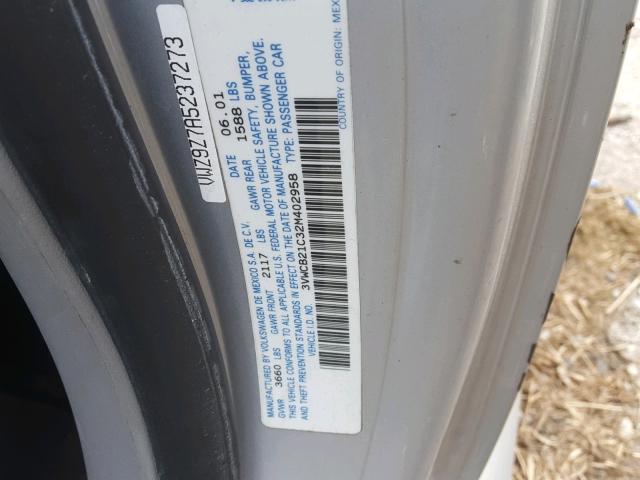 VWZ9Z7A5237273
MANUFACTURED BY VOLKSWAGEN DE MEXICO S.A. DE C.V. DATE 06.01
GVWR 3660 LBS GAWR FRONT 2117 LBS GAWR REAR 1588 LBS
THIS VEHICLE CONFORMS TO ALL APPLICABLE U.S. FEDERAL MOTOR VEHICLE SAFETY, BUMPER,
AND THEFT PREVENTION STANDARDS IN EFFECT ON THE DATE OF MANUFACTURE SHOWN ABOVE.
VEHICLE I.D. NO. 3VWCB21C32M402958 TYPE: PASSENGER CAR
COUNTRY OF ORIGIN: MEX